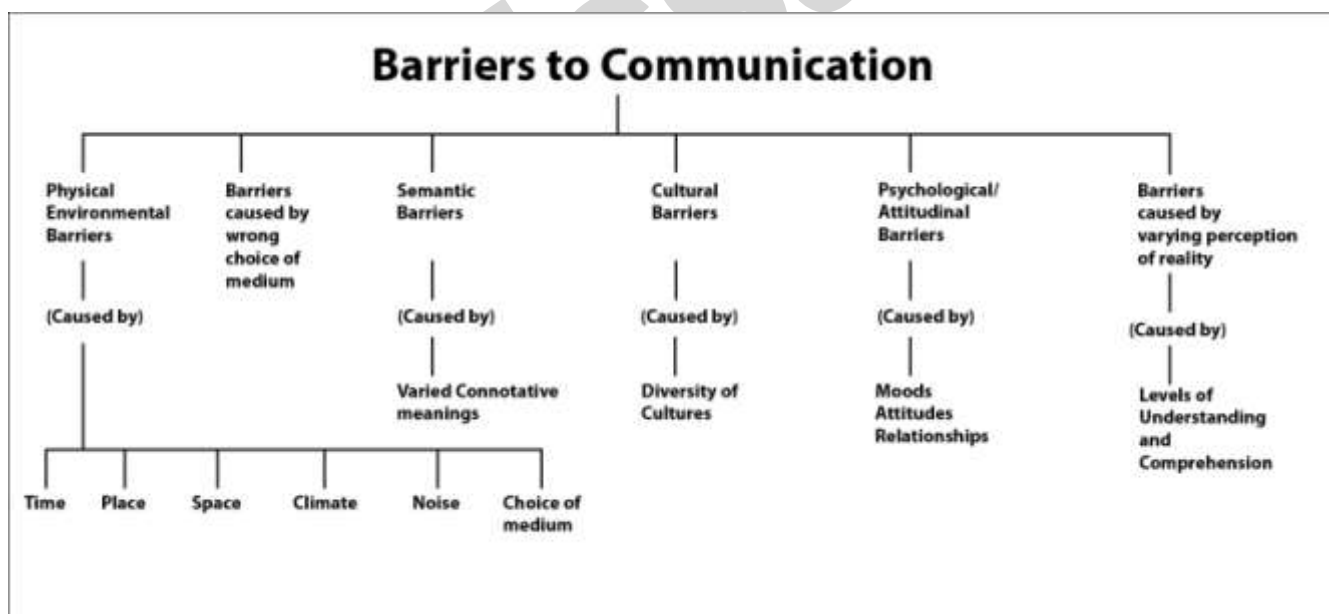 Barriers to Communication
Physical
Environmental
Barriers
Barriers
caused by
wrong
choice of
medium
Semantic
Barriers
Cultural
Barriers
Psychological/
Attitudinal
Barriers
Barriers
caused by
varying perception
of reality
(Caused by)
(Caused by)
(Caused by)
(Caused by)
(Caused by)
Varied Connotative
meanings
Diversity of
Cultures
Moods
Attitudes
Relationships
Levels of
Understanding
and
Comprehension
Time
Place
Space
Climate
Noise
Choice of
medium